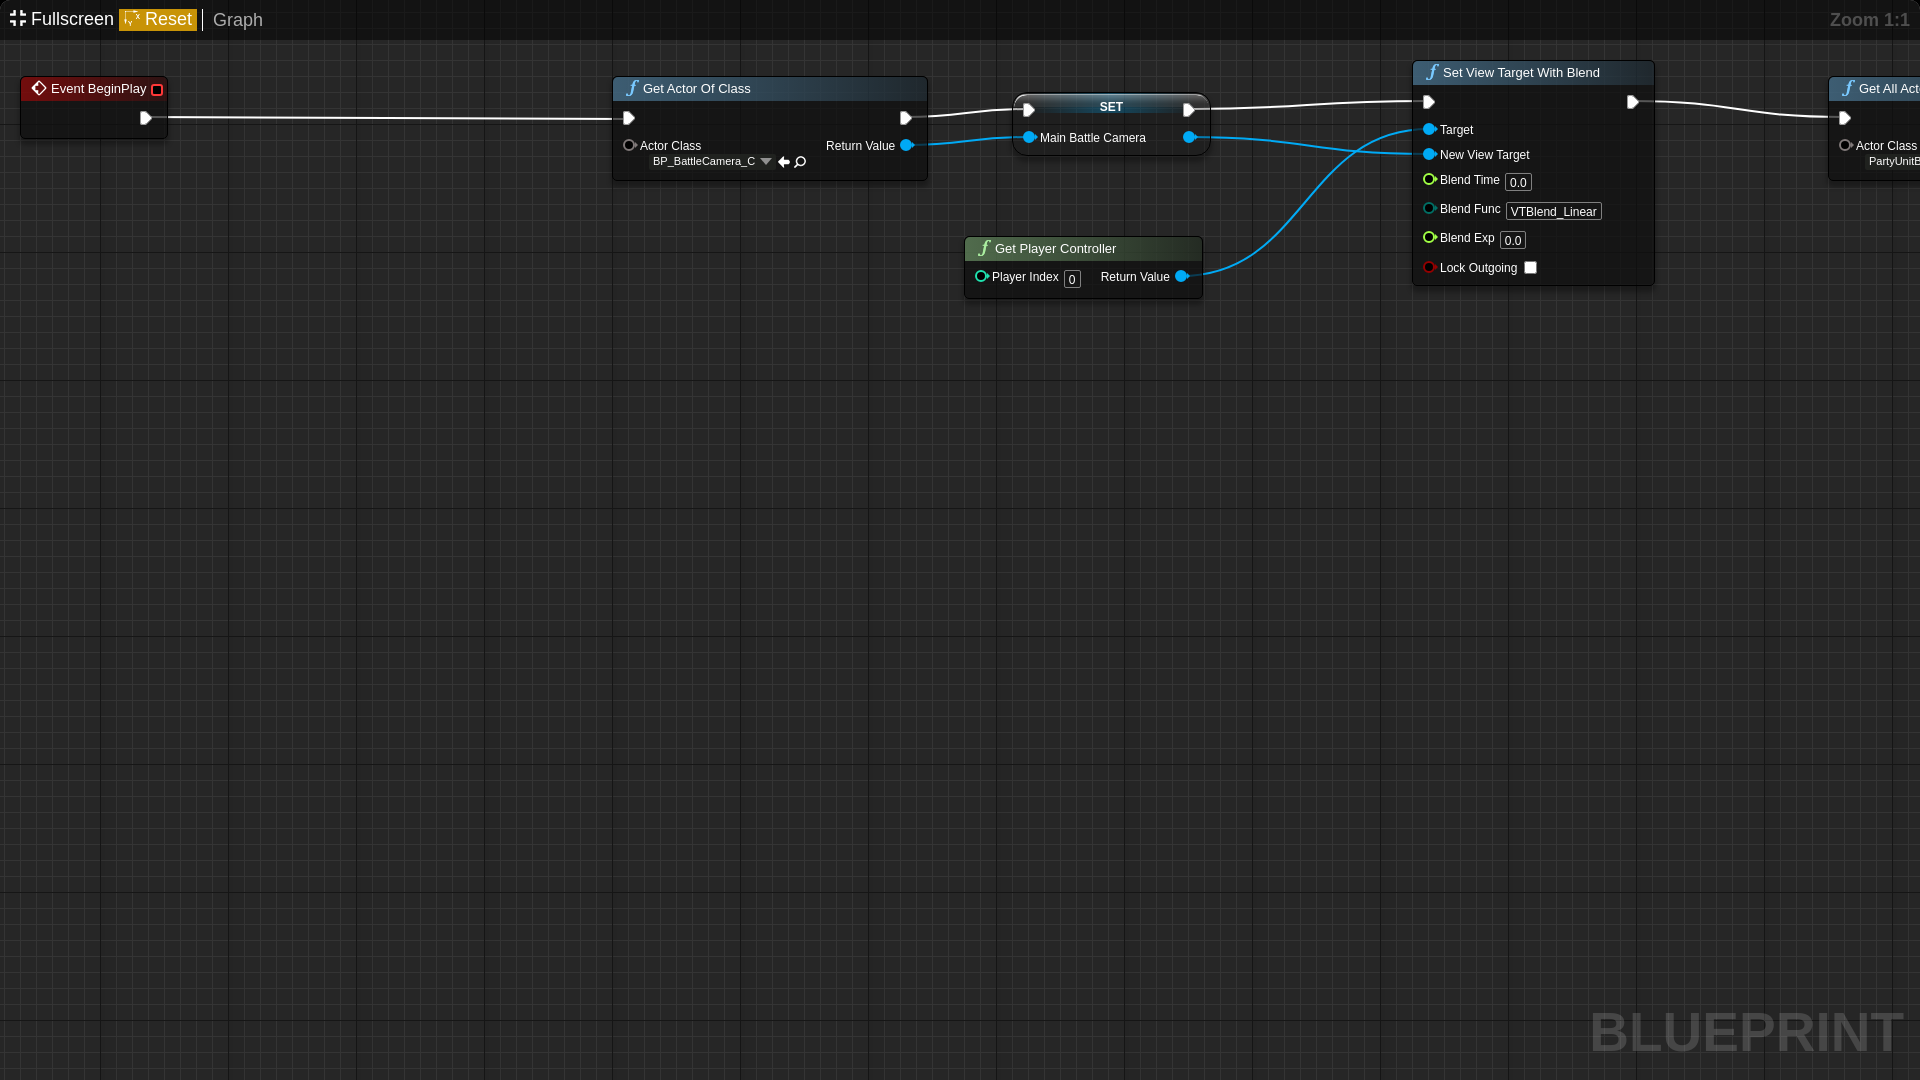 Fullscreen Reset Graph Zoom 1:1
Event BeginPlay
Get Actor Of Class
Actor Class
BP_BattleCamera_C
Return Value
SET
Main Battle Camera
Get Player Controller
Player Index 0 Return Value
Set View Target With Blend
Target
New View Target
Blend Time 0.0
Blend Func VTBlend_Linear
Blend Exp 0.0
Lock Outgoing
Get All Acto
Actor Class
PartyUnitB
BLUEPRINT